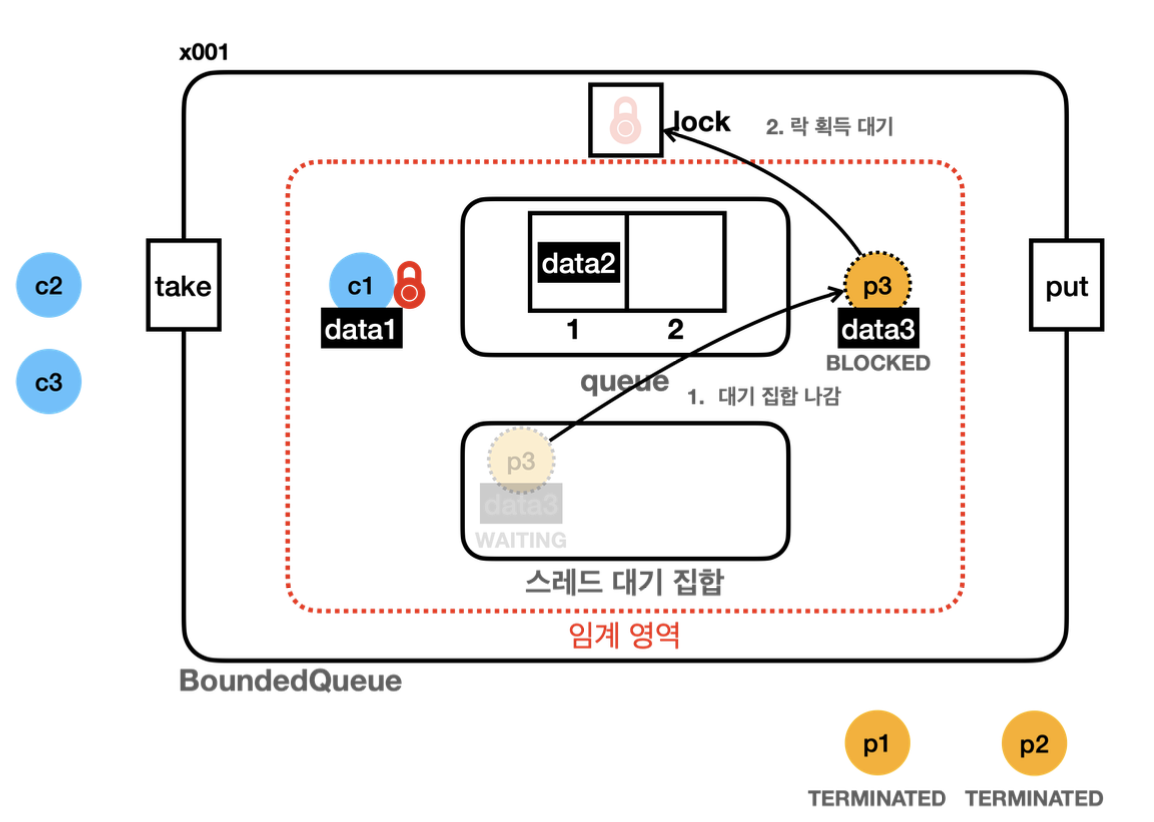 x001
lock
2. 락 획득 대기
c2
c3
take
c1
data1
data2
1
2
queue
p3
data3
BLOCKED
put
1. 대기 집합 나감
p3
data3
WAITING
스레드 대기 집합
임계 영역
BoundedQueue
p1
TERMINATED
p2
TERMINATED